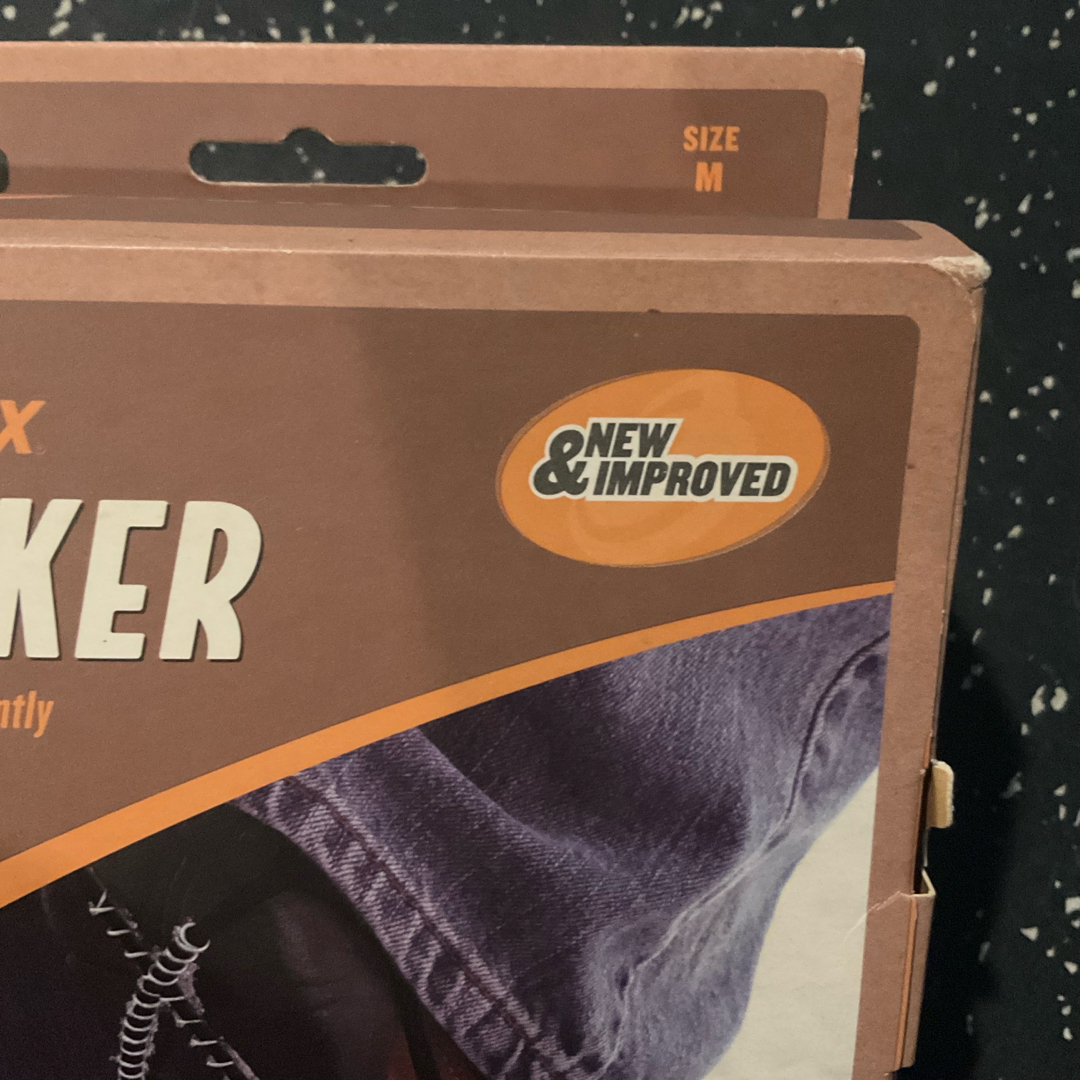 SIZE
M
X
KER
ntly
NEW
& IMPROVED